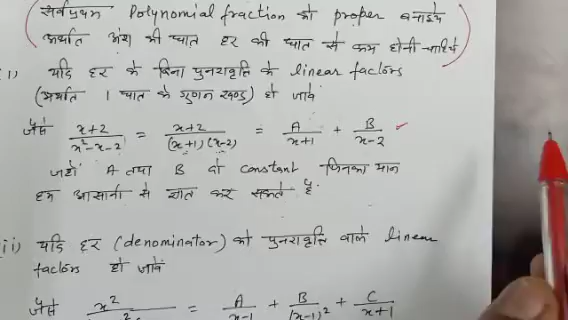 (सर्वप्रथम Polynomial fraction को proper बनाइये
अर्थात अंश की घात हर की घात से कम होनी चाहिये)
(i) यदि हर के बिना पुनरावृत्ति के linear factors
(अर्थात 1 घात के गुणन खण्ड) हो जावें
जैसे (x+2)/(x²-x-2) = (x+2)/((x+1)(x-2)) = A/(x+1) + B/(x-2) ✓
जहाँ A तथा B दो constant जिनका मान
हम आसानी से ज्ञात कर सकते हैं.
(ii) यदि हर (denominator) को पुनरावृत्ति वाले linear
factors हो जावें
जैसे x² = A/(x-1) + B/(x-1)² + C/(x+1)